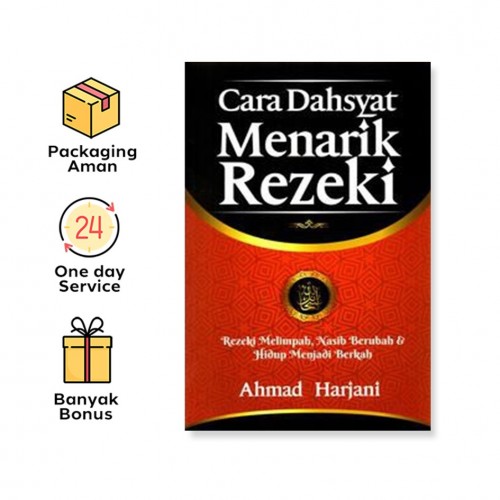 Packaging
Aman
24
One day
Service
Banyak
Bonus
Cara Dahsyat
Menarik
Rezeki
Rezeki Melimpah, Nasib Berubah &
Hidup Menjadi Berkah
Ahmad Harjani